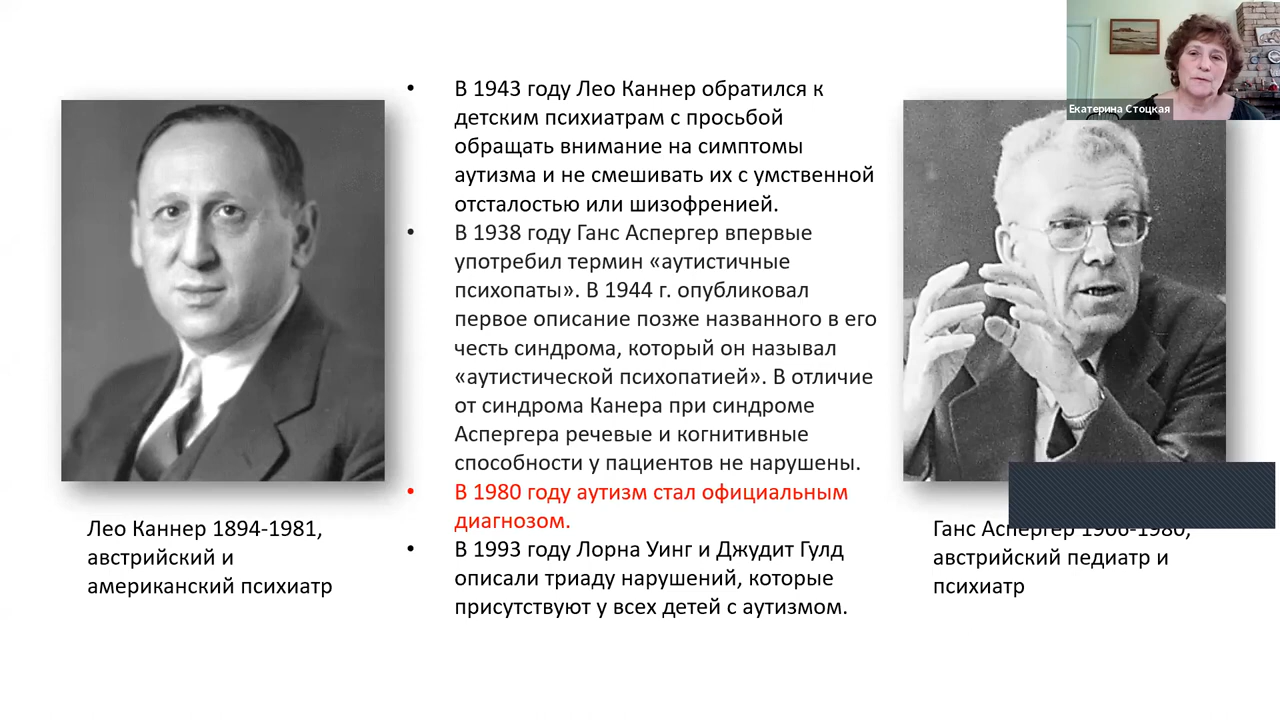 Екатерина Стоцкая
В 1943 году Лео Каннер обратился к
детским психиатрам с просьбой
обращать внимание на симптомы
аутизма и не смешивать их с умственной
отсталостью или шизофренией.
В 1938 году Ганс Аспергер впервые
употребил термин «аутистичные
психопаты». В 1944 г. опубликовал
первое описание позже названного в его
честь синдрома, который он называл
«аутистической психопатией». В отличие
от синдрома Канера при синдроме
Аспергера речевые и когнитивные
способности у пациентов не нарушены.
В 1980 году аутизм стал официальным
диагнозом.
В 1993 году Лорна Уинг и Джудит Гулд
описали триаду нарушений, которые
присутствуют у всех детей с аутизмом.
Лео Каннер 1894-1981,
австрийский и
американский психиатр
Ганс Аспергер 1906-1980,
австрийский педиатр и
психиатр